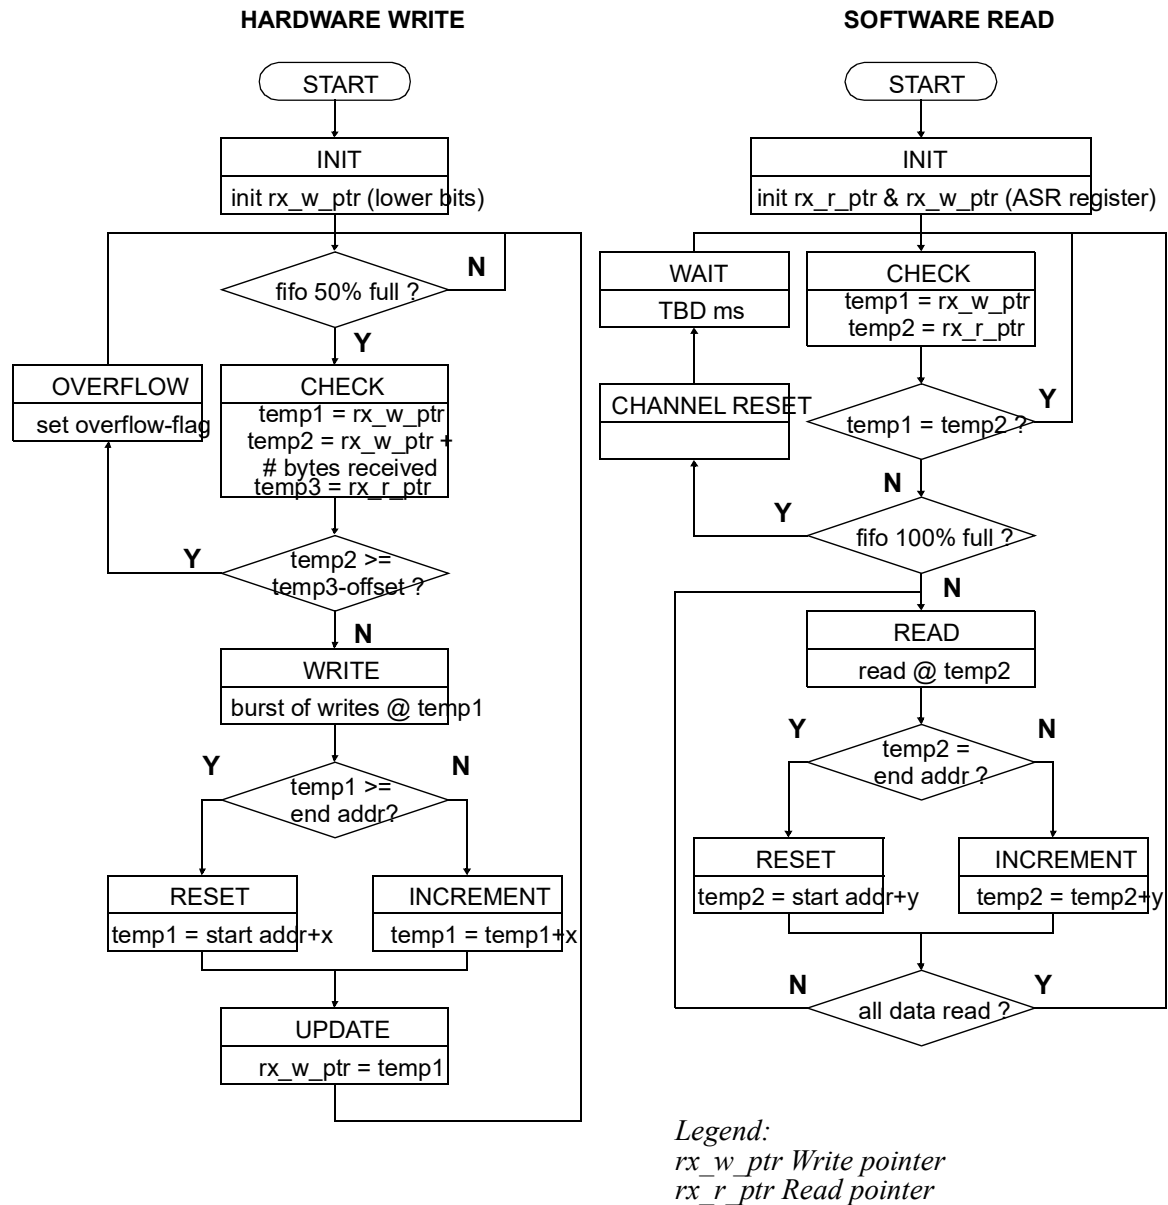 HARDWARE WRITE
START
INIT
init rx_w_ptr (lower bits)
N
fifo 50% full ?
Y
OVERFLOW
set overflow-flag
CHECK
temp1 = rx_w_ptr
temp2 = rx_w_ptr +
# bytes received
temp3 = rx_r_ptr
Y
temp2 >=
temp3-offset ?
N
WRITE
burst of writes @ temp1
Y
N
temp1 >=
end addr?
RESET
temp1 = start addr+x
INCREMENT
temp1 = temp1+x
UPDATE
rx_w_ptr = temp1
SOFTWARE READ
START
INIT
init rx_r_ptr & rx_w_ptr (ASR register)
WAIT
TBD ms
CHECK
temp1 = rx_w_ptr
temp2 = rx_r_ptr
CHANNEL RESET
Y
temp1 = temp2 ?
N
Y
fifo 100% full ?
N
READ
read @ temp2
Y
N
temp2 =
end addr ?
RESET
temp2 = start addr+y
INCREMENT
temp2 = temp2+y
N
Y
all data read ?
Legend:
rx_w_ptr Write pointer
rx_r_ptr Read pointer